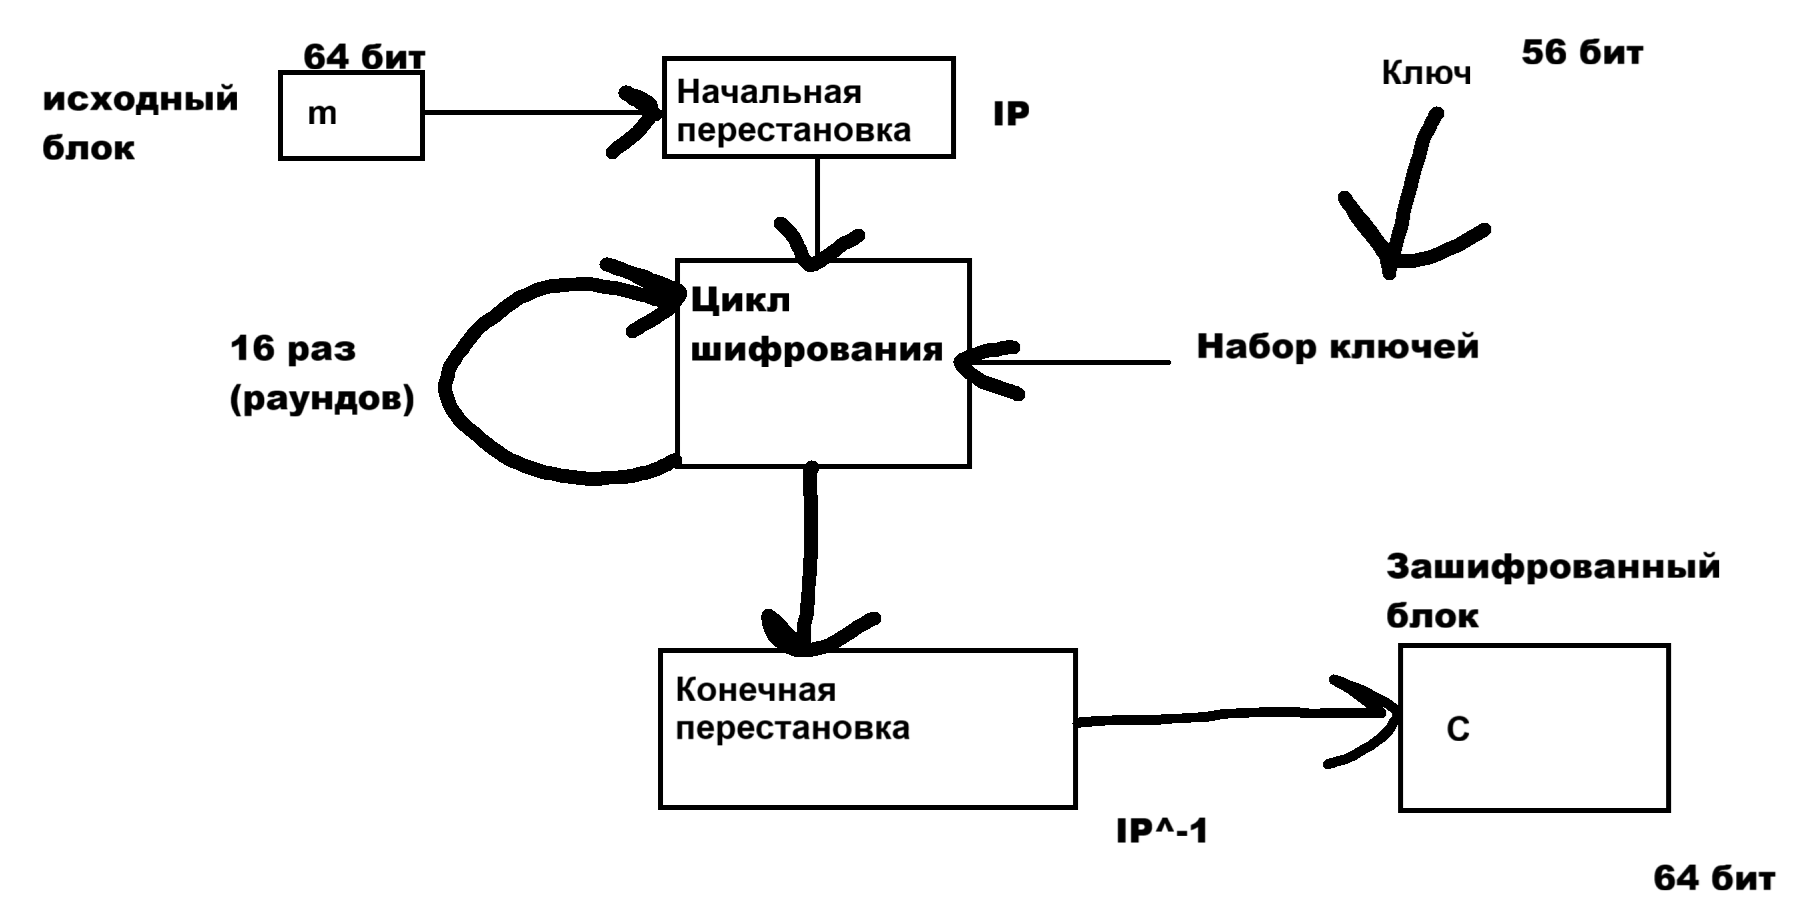 64 бит
исходный
блок
m
Начальная
перестановка
IP
Ключ
56 бит
16 раз
(раундов)
Цикл
шифрования
Набор ключей
Конечная
перестановка
IP^-1
Зашифрованный
блок
C
64 бит